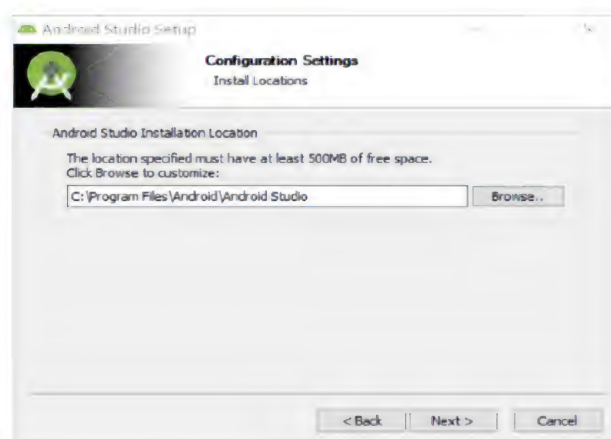 Android Studio Setup
Configuration Settings
Install Locations
Android Studio Installation Location
The location specified must have at least 500MB of free space.
Click Browse to customize:
C:\Program Files\Android\Android Studio
Browse..
< Back
Next >
Cancel